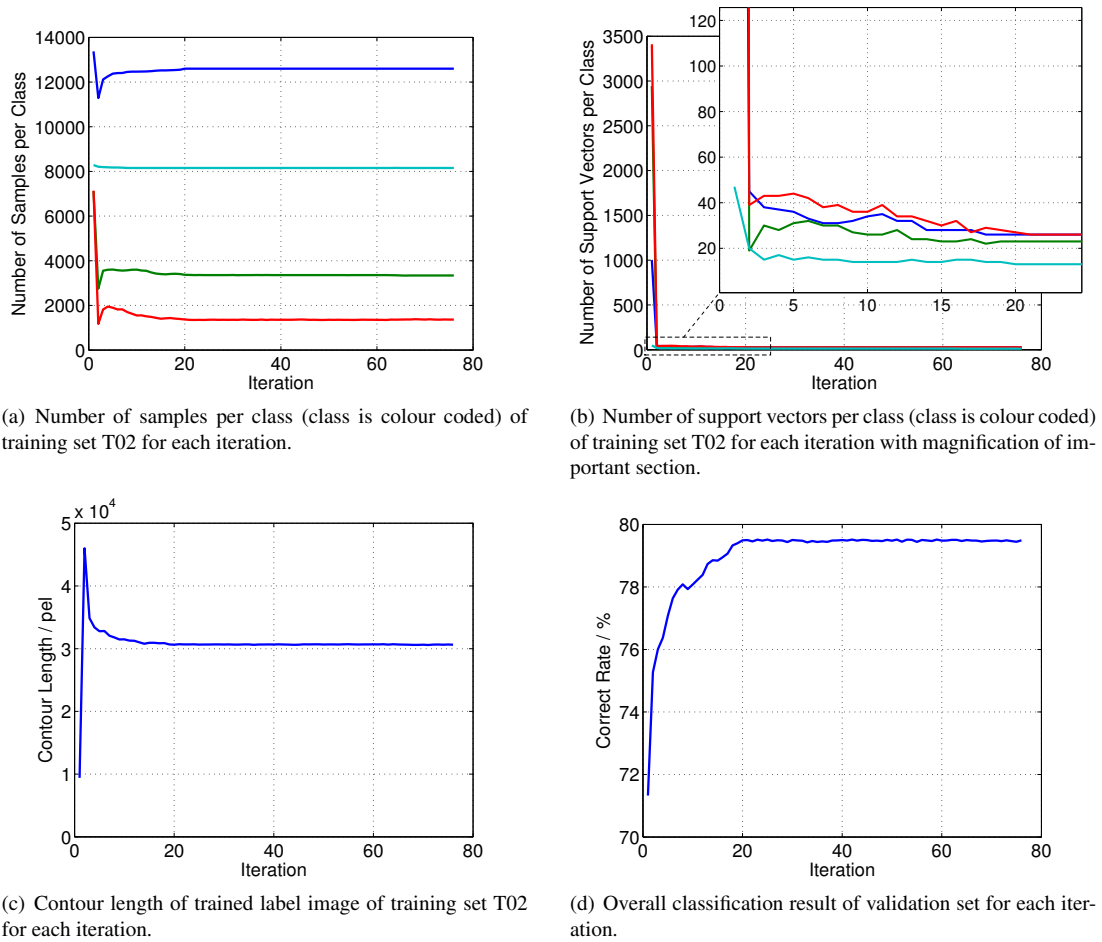 14000
12000
10000
8000
6000
4000
2000
0
0 20 40 60 80
Number of Samples per Class
Iteration
(a) Number of samples per class (class is colour coded) of
training set T02 for each iteration.
3500
3000
2500
2000
1500
1000
500
0
0 20 40 60 80
Number of Support Vectors per Class
Iteration
120
100
80
60
40
20
0 5 10 15 20
(b) Number of support vectors per class (class is colour coded)
of training set T02 for each iteration with magnification of im-
portant section.
x 10^4
5
4
3
2
1
0
0 20 40 60 80
Contour Length / pel
Iteration
(c) Contour length of trained label image of training set T02
for each iteration.
80
78
76
74
72
70
0 20 40 60 80
Correct Rate / %
Iteration
(d) Overall classification result of validation set for each iter-
ation.